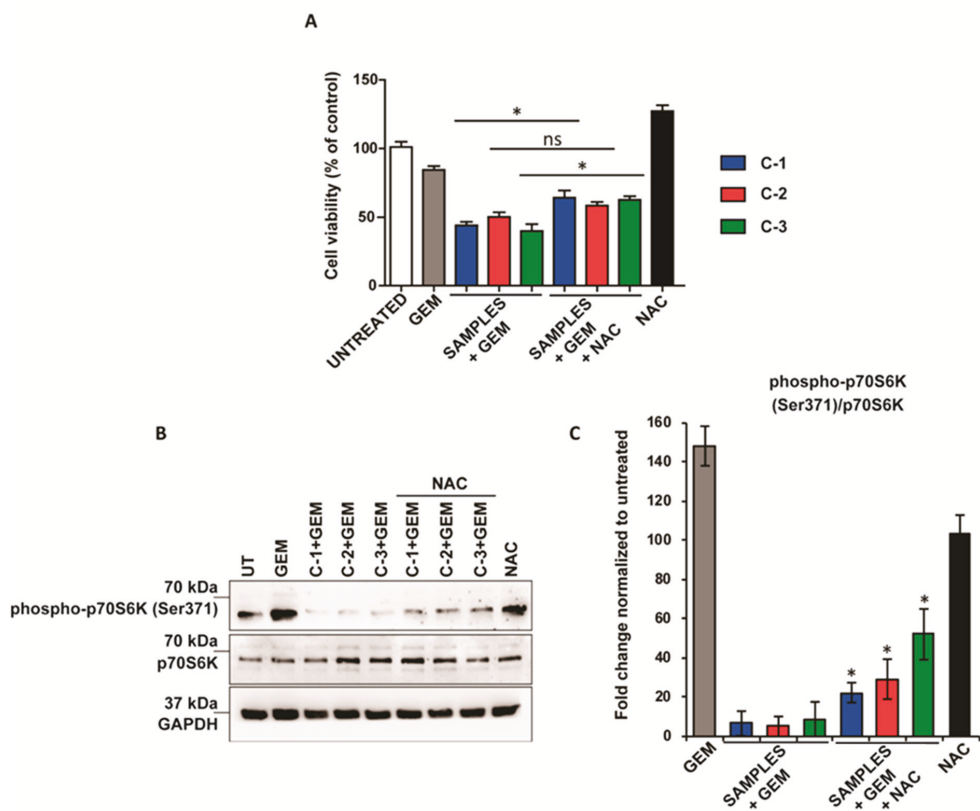 A
Cell viability (% of control)
150
100
50
0
*
ns
*
UNTREATED
GEM
SAMPLES
+ GEM
SAMPLES
+ GEM
+ NAC
NAC
C-1
C-2
C-3
B
NAC
UT
GEM
C-1+GEM
C-2+GEM
C-3+GEM
C-1+GEM
C-2+GEM
C-3+GEM
NAC
70 kDa
phospho-p70S6K (Ser371)
70 kDa
p70S6K
37 kDa
GAPDH
C
phospho-p70S6K
(Ser371)/p70S6K
Fold change normalized to untreated
160
140
120
100
80
60
40
20
0
*
*
*
GEM
SAMPLES
+ GEM
SAMPLES
+ GEM
+ NAC
NAC